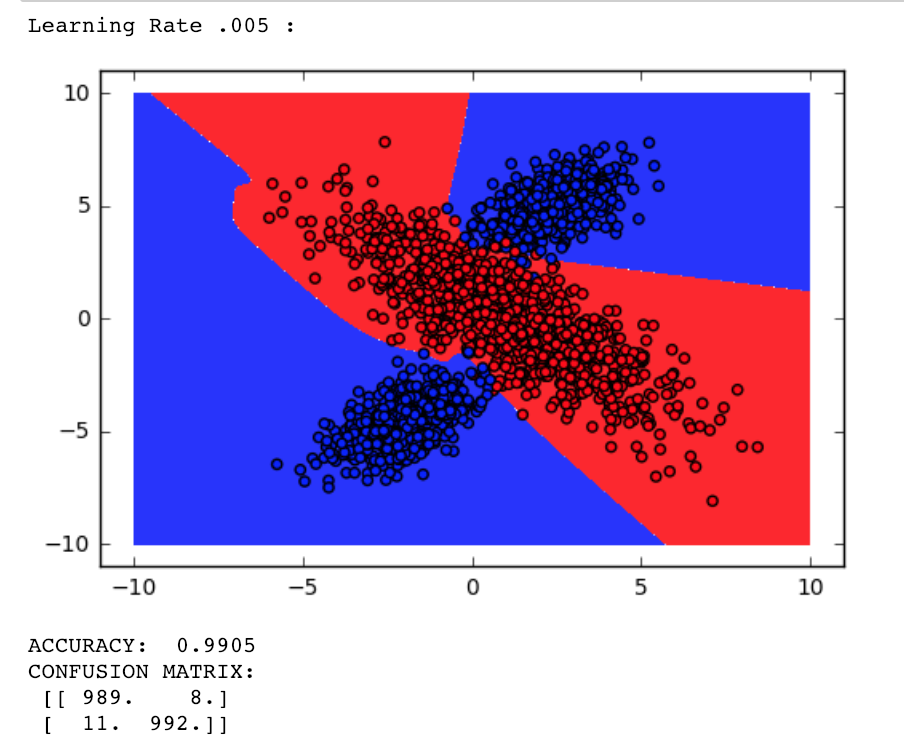 Learning Rate .005 :
10
5
0
−5
−10
−10 −5 0 5 10
ACCURACY:  0.9905
CONFUSION MATRIX:
[[ 989.    8.]
[  11.  992.]]